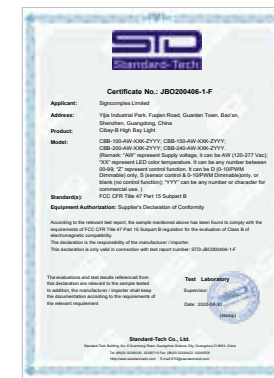 STD
Standard-Tech
Certificate No.: JBO200406-1-F
Applicant: Signcomplex Limited
Address: Yijia Industrial Park, Fuqian Road, Guanlan Town, Bao'an,
Shenzhen, Guangdong, China
Product: Cibay-B High Bay Light
Model: CBB-100-AW-XXK-ZYYY; CBB-150-AW-XXK-ZYYY;
CBB-200-AW-XXK-ZYYY; CBB-240-AW-XXK-ZYYY.
(Remark: "AW" represent Supply voltage, it can be AW (120-277 Vac);
"XX" represent LED color temperature. It can be any number between
00-99; "Z" represent control function. It can be D (0-10/PWM
Dimmable) only, S (sensor control & 0-10/PWM Dimmable)only, or
blank (no control function); "YYY" can be any number or character for
commercial use. )
Standard(s): FCC CFR Title 47 Part 15 Subpart B
Equipment Authorization: Supplier's Declaration of Conformity
According to the relevant test report, the sample mentioned above has been found to comply with the
requirements of FCC CFR Title 47 Part 15 Subpart B regulation for the evaluation of Class B of
electromagnetic compatibility.
The declaration is the responsibility of the manufacturer / importer.
This declaration is only valid in connection with test report number: STD-JBO200406-1-F
The evaluations and test results referenced from
this declaration are relevant to the sample tested.
In addition, the manufacturer / importer shall keep
the documentation according to the requirements of
the relevant requirement
Test Laboratory
Supervisor:
Date: 2020-09-30
(stamp)
Standard-Tech Co., Ltd.